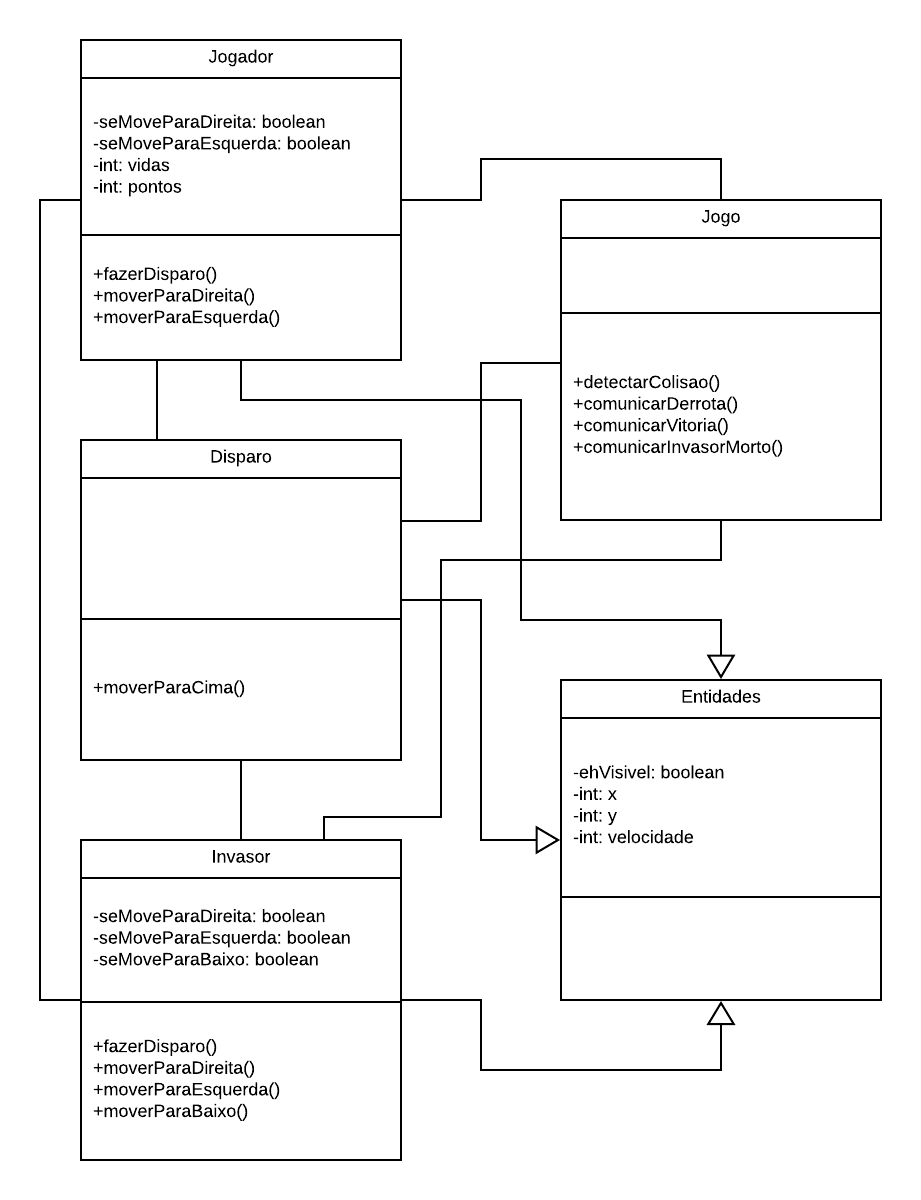 Jogador
-seMoveParaDireita: boolean
-seMoveParaEsquerda: boolean
-int: vidas
-int: pontos
+fazerDisparo()
+moverParaDireita()
+moverParaEsquerda()
Jogo
+detectarColisao()
+comunicarDerrota()
+comunicarVitoria()
+comunicarInvasorMorto()
Disparo
+moverParaCima()
Entidades
-ehVisivel: boolean
-int: x
-int: y
-int: velocidade
Invasor
-seMoveParaDireita: boolean
-seMoveParaEsquerda: boolean
-seMoveParaBaixo: boolean
+fazerDisparo()
+moverParaDireita()
+moverParaEsquerda()
+moverParaBaixo()